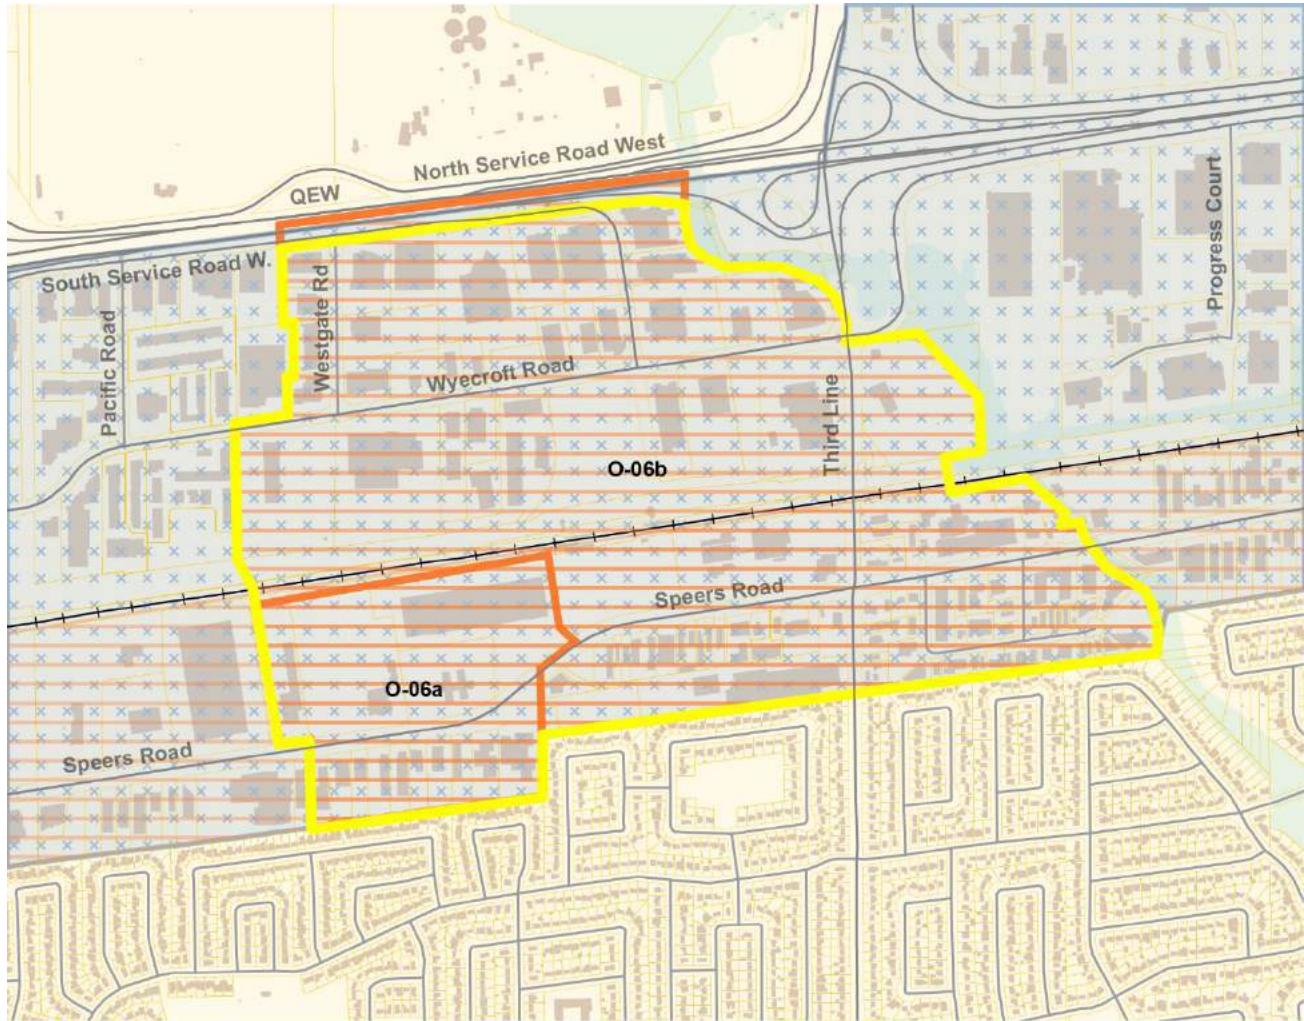 North Service Road West
QEW
South Service Road W.
Westgate Rd
Pacific Road
Progress Court
Wyecroft Road
Third Line
O-06b
Speers Road
O-06a
Speers Road